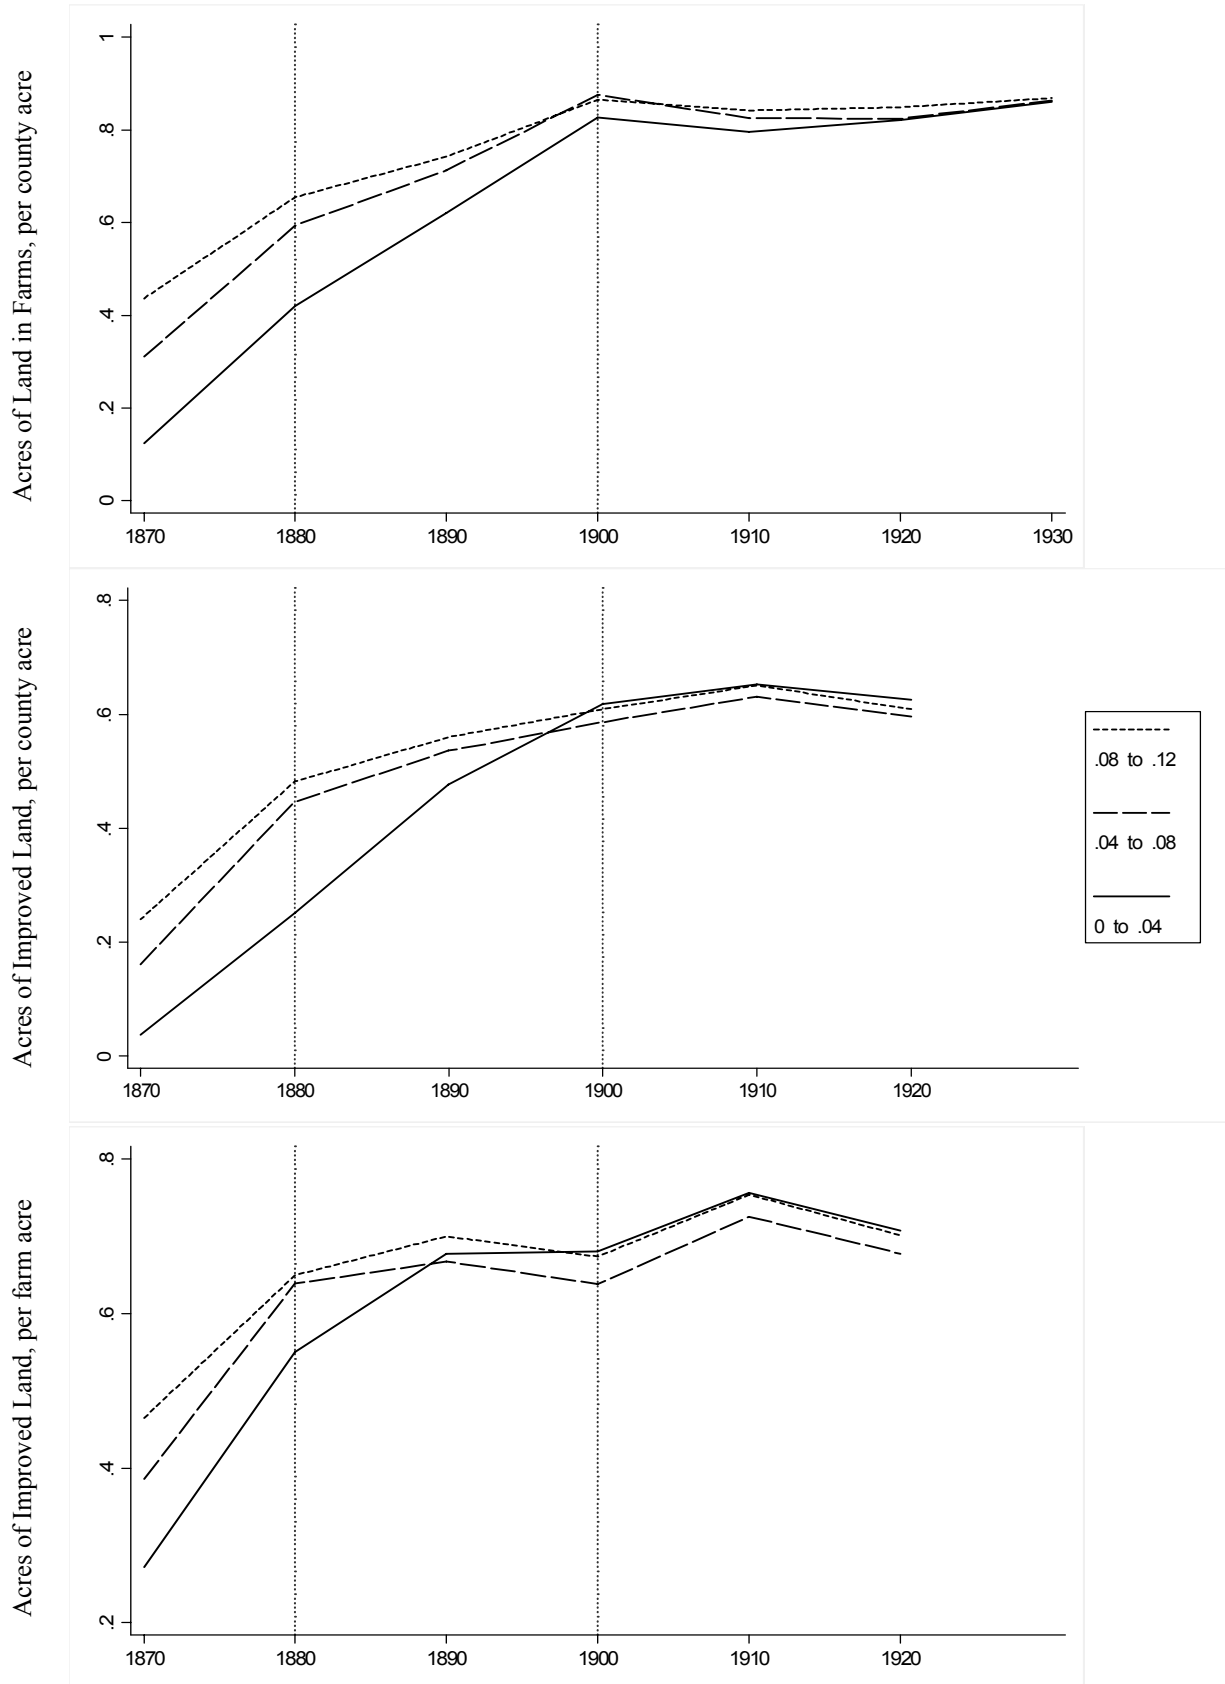 Acres of Land in Farms, per county acre
1
.8
.6
.4
.2
0
1870 1880 1890 1900 1910 1920 1930
Acres of Improved Land, per county acre
.8
.6
.4
.2
0
1870 1880 1890 1900 1910 1920
.08 to .12
.04 to .08
0 to .04
Acres of Improved Land, per farm acre
.8
.6
.4
.2
1870 1880 1890 1900 1910 1920